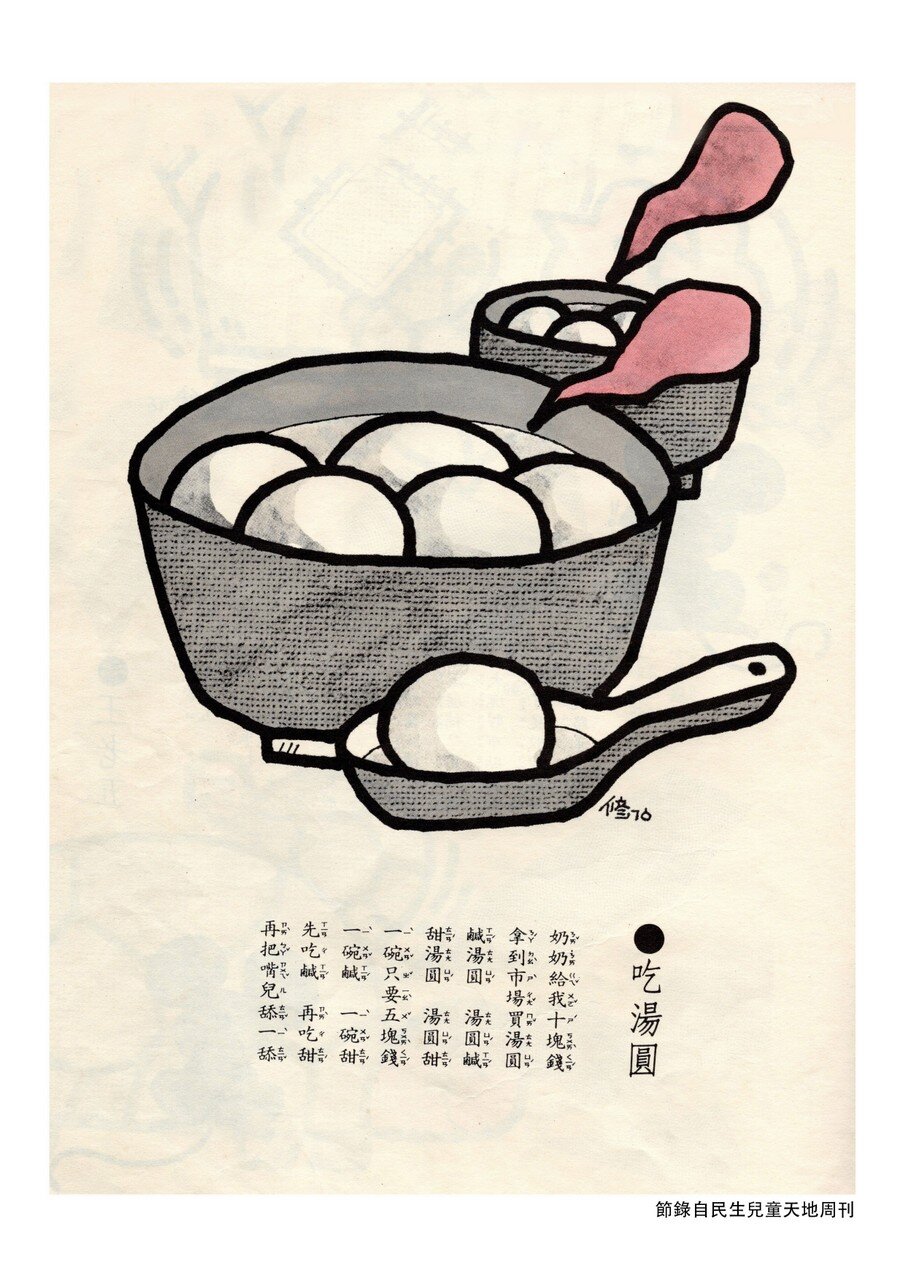 ●吃湯圓
奶奶給我十塊錢
拿到市場買湯圓
鹹湯圓 湯圓鹹
甜湯圓 湯圓甜
一碗只要五塊錢
一碗鹹 一碗甜
先吃鹹 再吃甜
再把嘴兒舔一舔
修70
節錄自民生兒童天地周刊